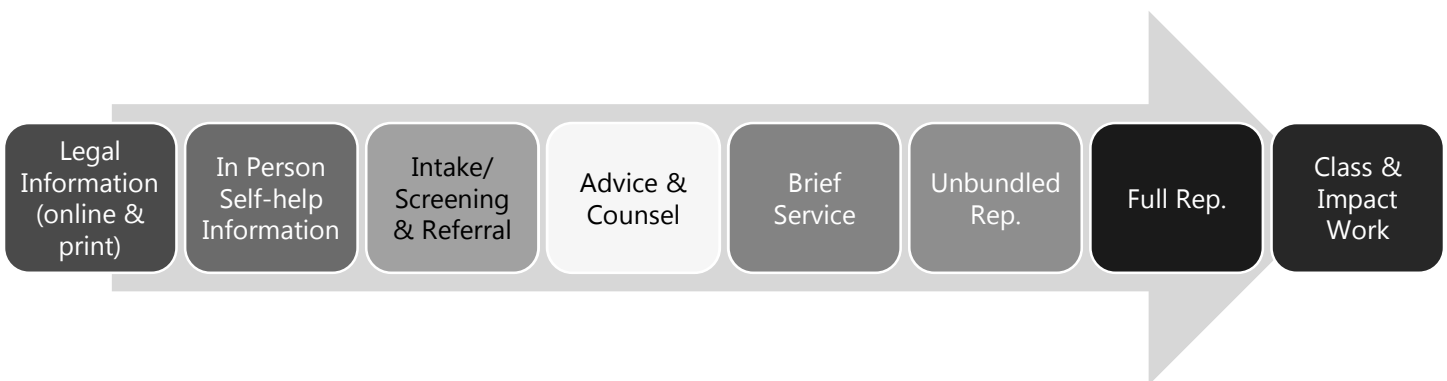 Legal
Information
(online &
print)
In Person
Self-help
Information
Intake/
Screening
& Referral
Advice &
Counsel
Brief
Service
Unbundled
Rep.
Full Rep.
Class &
Impact
Work